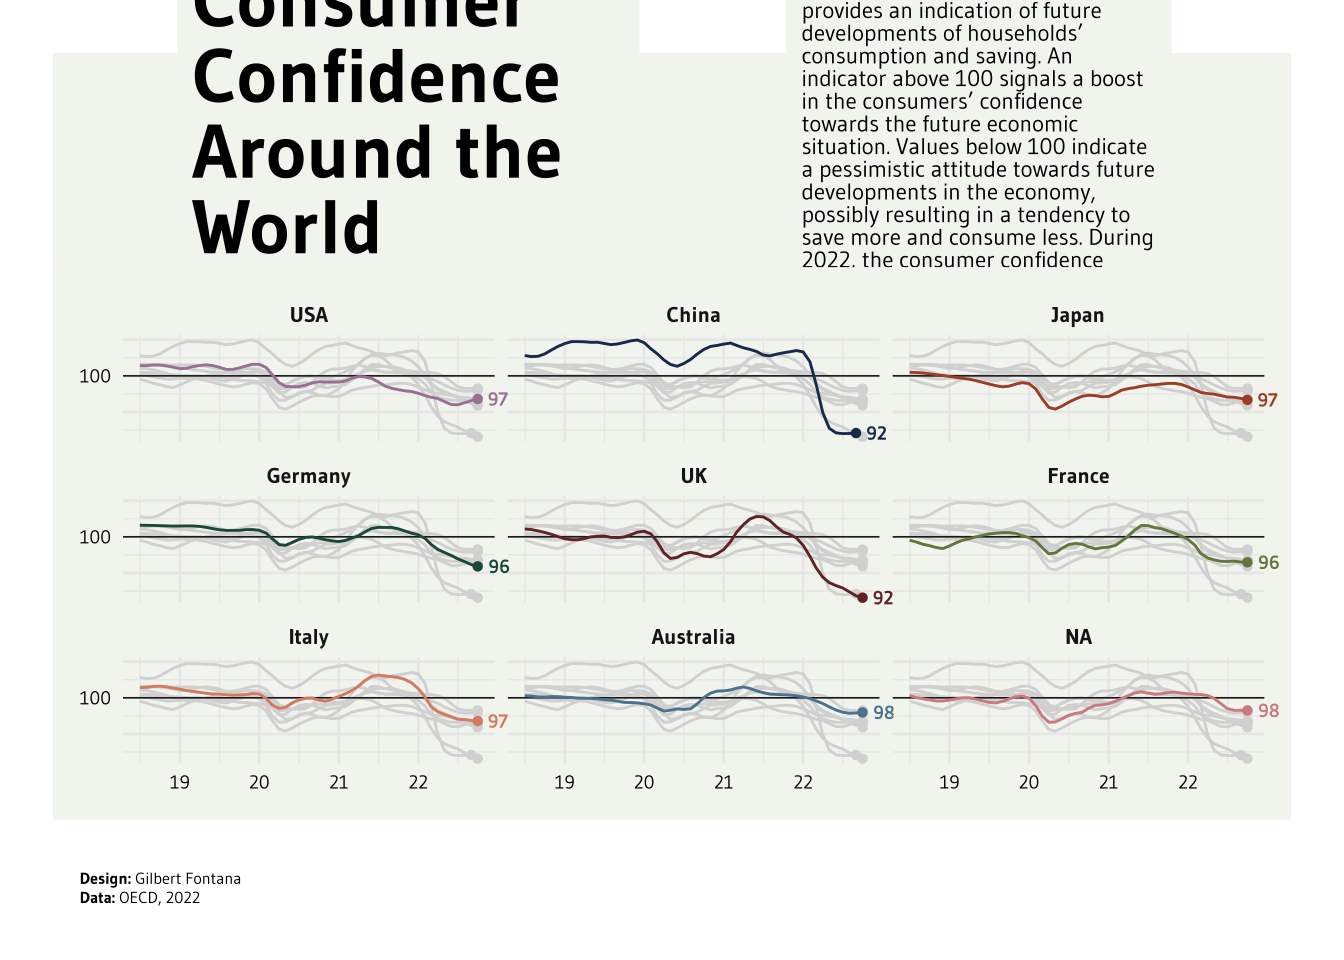 Consumer
Confidence
Around the
World
provides an indication of future
developments of households’
consumption and saving. An
indicator above 100 signals a boost
in the consumers’ confidence
towards the future economic
situation. Values below 100 indicate
a pessimistic attitude towards future
developments in the economy,
possibly resulting in a tendency to
save more and consume less. During
2022, the consumer confidence
USA
China
Japan
100
97
92
97
Germany
UK
France
100
96
92
96
Italy
Australia
NA
100
97
98
98
19 20 21 22
19 20 21 22
19 20 21 22
Design: Gilbert Fontana
Data: OECD, 2022